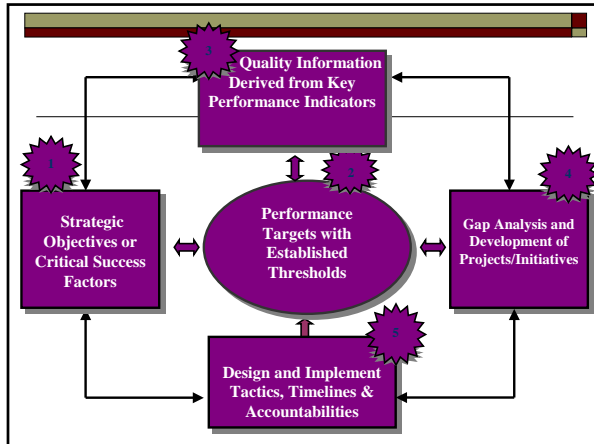 3
Quality Information
Derived from Key
Performance Indicators
1
Strategic
Objectives or
Critical Success
Factors
2
Performance
Targets with
Established
Thresholds
4
Gap Analysis and
Development of
Projects/Initiatives
5
Design and Implement
Tactics, Timelines &
Accountabilities